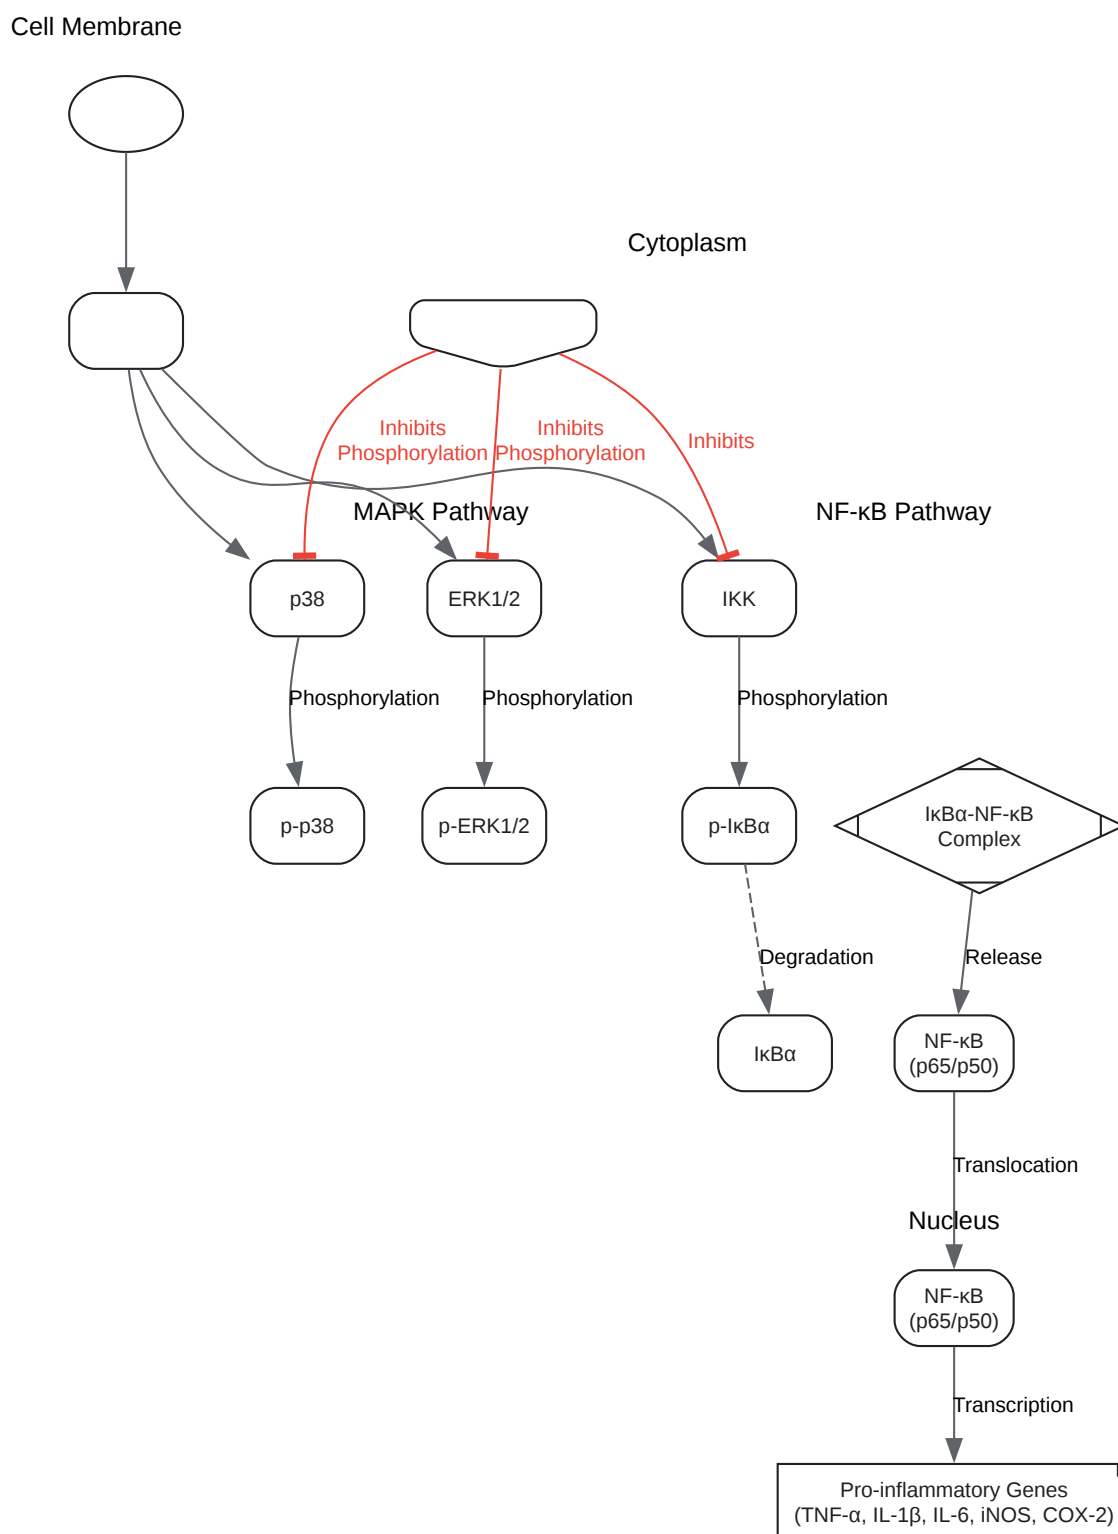 Cell Membrane
Cytoplasm
Inhibits
Phosphorylation
Inhibits
Phosphorylation
Inhibits
MAPK Pathway
NF-κB Pathway
p38
ERK1/2
IKK
Phosphorylation
Phosphorylation
Phosphorylation
p-p38
p-ERK1/2
p-IκBα
IκBα-NF-κB
Complex
Degradation
Release
IκBα
NF-κB
(p65/p50)
Translocation
Nucleus
NF-κB
(p65/p50)
Transcription
Pro-inflammatory Genes
(TNF-α, IL-1β, IL-6, iNOS, COX-2)